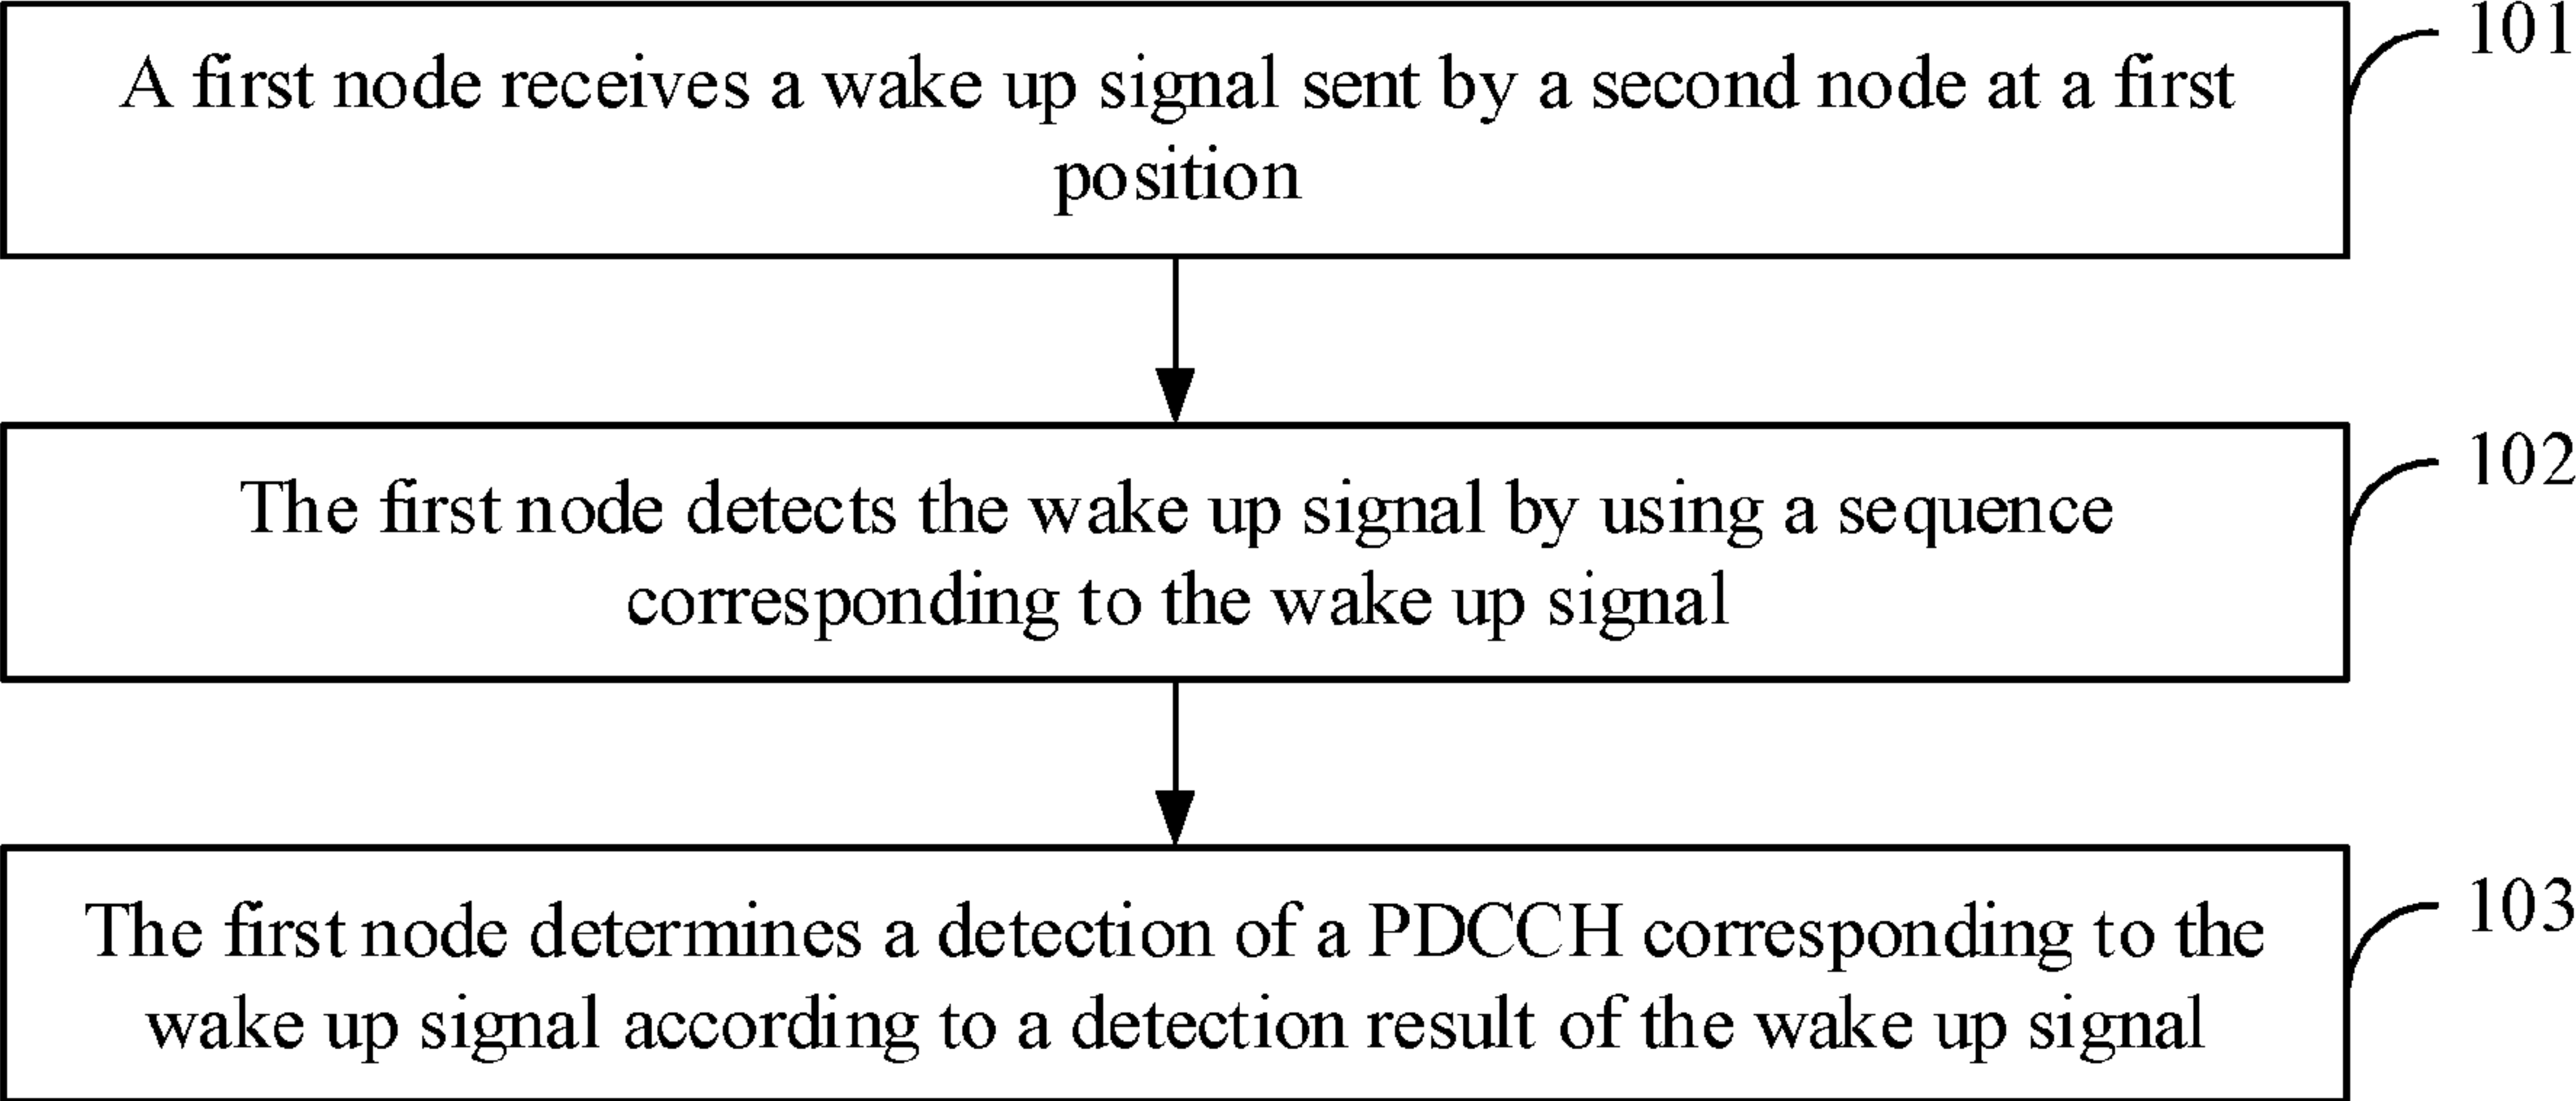 A first node receives a wake up signal sent by a second node at a first
position
101
The first node detects the wake up signal by using a sequence
corresponding to the wake up signal
102
The first node determines a detection of a PDCCH corresponding to the
wake up signal according to a detection result of the wake up signal
103